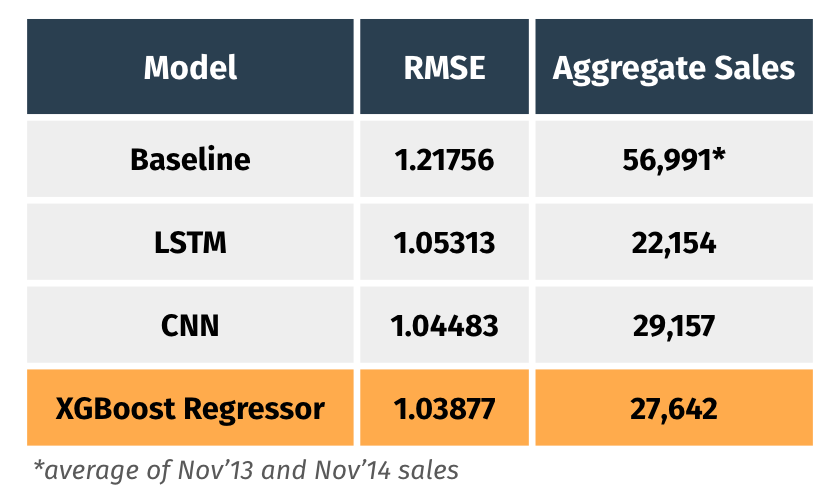 Model RMSE Aggregate Sales
Baseline 1.21756 56,991*
LSTM 1.05313 22,154
CNN 1.04483 29,157
XGBoost Regressor 1.03877 27,642
*average of Nov’13 and Nov’14 sales